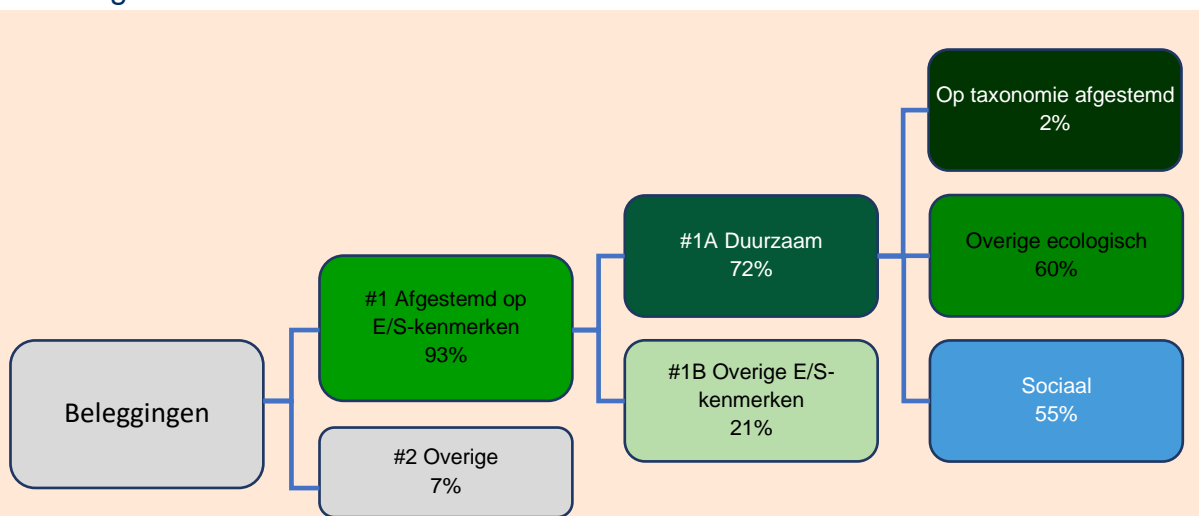 Beleggingen
#1 Afgestemd op
E/S-kenmerken
93%
#2 Overige
7%
#1A Duurzaam
72%
#1B Overige E/S-
kenmerken
21%
Op taxonomie afgestemd
2%
Overige ecologisch
60%
Sociaal
55%